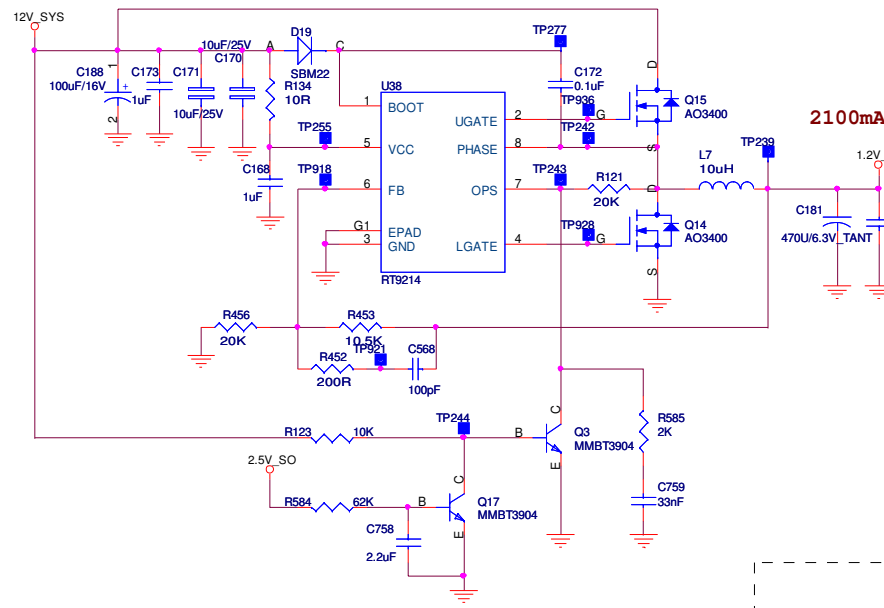 12V_SYS
D19
TP277
10uF/25V
A
C
D
C188
C173
C171
C170
SBM22
1
100uF/16V
1uF
10uF/25V
+
2
R134
10R
U38
C172
0.1uF
TP936
Q15
AO3400
1
BOOT
UGATE
2
G
TP242
2100mA
TP255
5
VCC
PHASE
8
S
TP239
C168
1uF
TP918
6
FB
TP243
OPS
7
R121
20K
D
L7
10uH
1.2V_
G1
EPAD
3
GND
LGATE
4
TP928
G
Q14
AO3400
C181
470U/6.3V_TANT
S
RT9214
R456
20K
R453
10.5K
R452
200R
TP921
C568
100pF
TP244
C
R585
2K
R123
10K
B
Q3
MMBT3904
E
2.5V_SO
C
C759
33nF
R584
62K
B
Q17
MMBT3904
E
C758
2.2uF